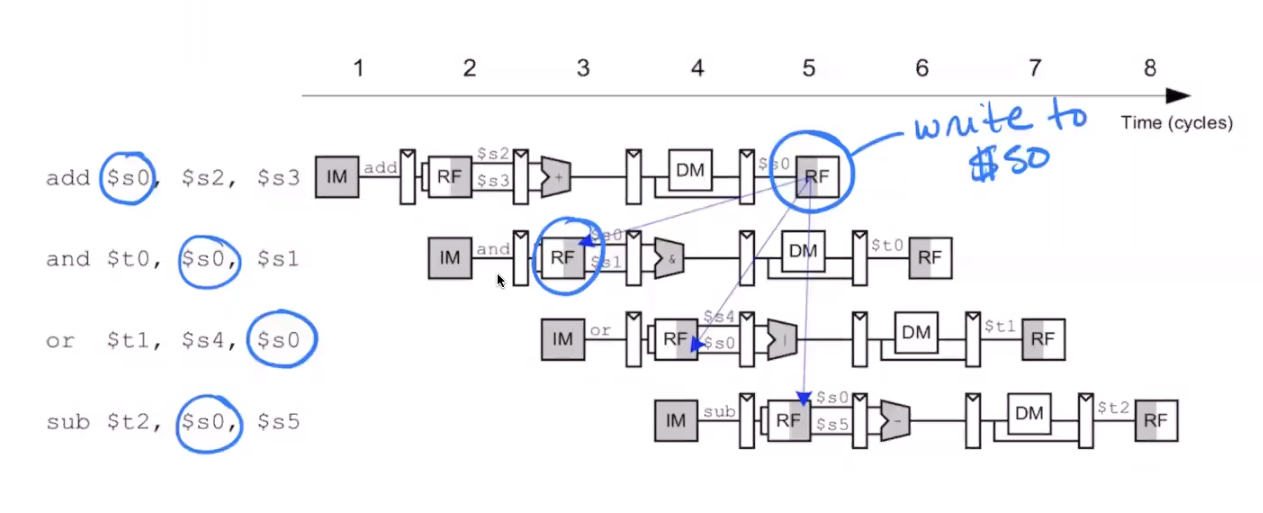 1 2 3 4 5 6 7 8
Time (cycles)
write to
$s0
add $s0, $s2, $s3 IM add RF $s2 $s3 + DM $s0 RF
and $t0, $s0, $s1 IM and RF $s0 $s1 & DM $t0 RF
or $t1, $s4, $s0 IM or RF $s4 $s0 | DM $t1 RF
sub $t2, $s0, $s5 IM sub RF $s0 $s5 - DM $t2 RF